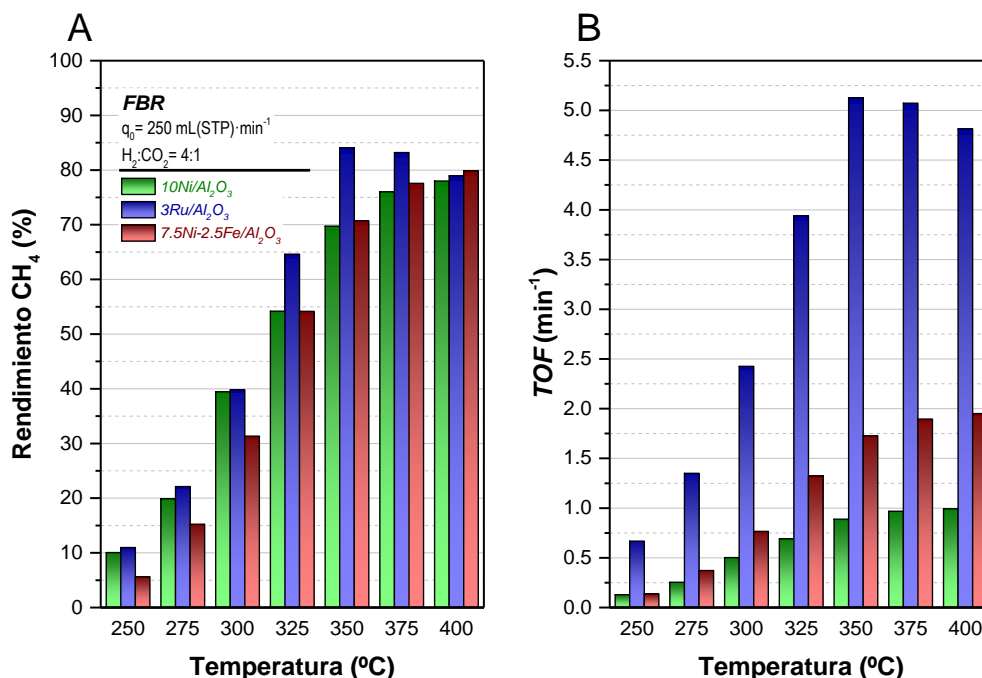 A
B
Rendimiento CH4 (%)
100
90
80
70
60
50
40
30
20
10
0
FBR
q0= 250 mL(STP)·min-1
H2:CO2= 4:1
10Ni/Al2O3
3Ru/Al2O3
7.5Ni-2.5Fe/Al2O3
250 275 300 325 350 375 400
Temperatura (ºC)
TOF (min-1)
5.5
5.0
4.5
4.0
3.5
3.0
2.5
2.0
1.5
1.0
0.5
0.0
250 275 300 325 350 375 400
Temperatura (ºC)